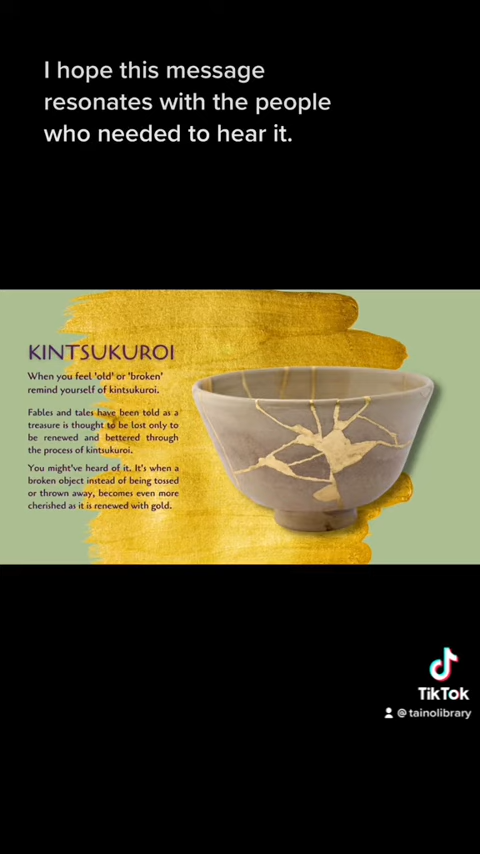 I hope this message
resonates with the people
who needed to hear it.
KINTSUKUROI
When you feel 'old' or 'broken'
remind yourself of kintsukuroi.
Fables and tales have been told as a
treasure is thought to be lost only to
be renewed and bettered through
the process of kintsukuroi.
You might've heard of it. It's when a
broken object instead of being tossed
or thrown away, becomes even more
cherished as it is renewed with gold.
TikTok
@tainolibrary